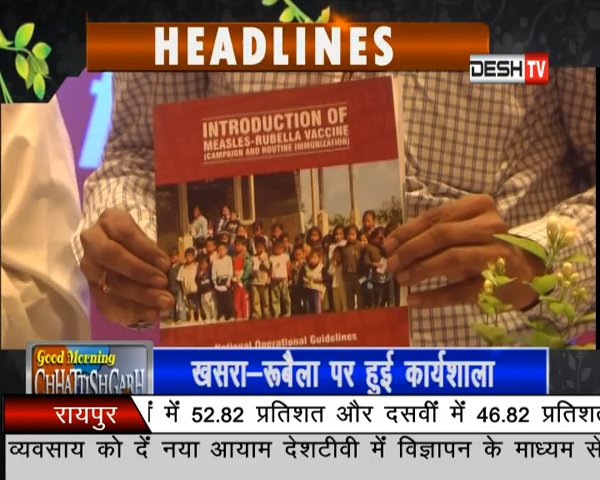 HEADLINES
DESH TV
INTRODUCTION OF
MEASLES-RUBELLA VACCINE
(CAMPAIGN AND ROUTINE IMMUNIZATION)
National Operational Guidelines
Good Morning
CHHATTISHGARH
खसरा–रूबैला पर हुई कार्यशाला
रायपुर
में 52.82 प्रतिशत और दसवीं में 46.82 प्रतिशत
व्यवसाय को दें नया आयाम देशटीवी में विज्ञापन के माध्यम से